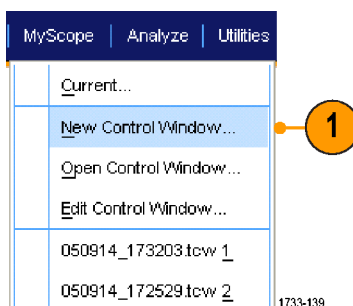 MyScope | Analyze | Utilities
Current...
New Control Window...
1
Open Control Window...
Edit Control Window...
050914_173203.tcw 1
050914_172529.tcw 2
1733-139